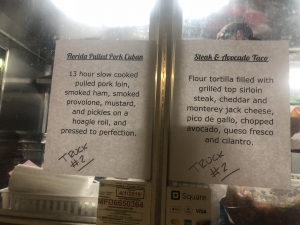 Florida Pulled Pork Cuban
13 hour slow cooked
pulled pork loin,
smoked ham, smoked
provolone, mustard,
and pickles on a
hoagie roll, and
pressed to perfection.
TRUCK
#2
Steak & Avocado Taco
Flour tortilla filled with
grilled top sirloin
steak, cheddar and
monterey jack cheese,
pico de gallo, chopped
avocado, queso fresco
and cilantro.
TRUCK
#2
MFD0650364
Square
VISA